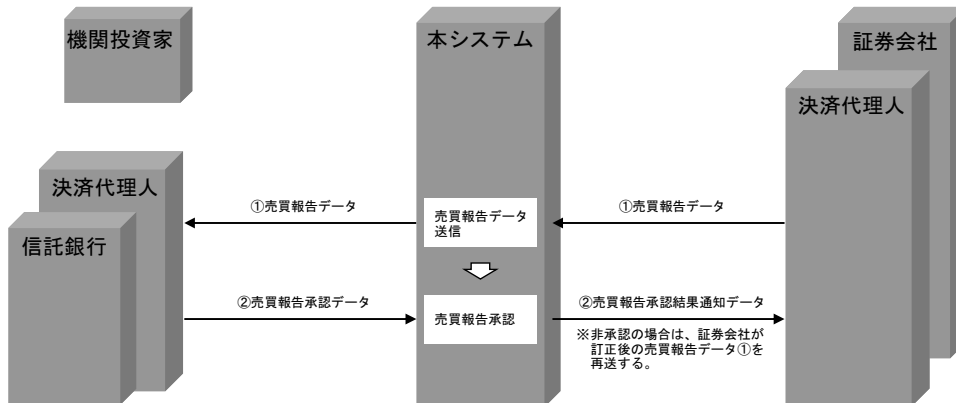 機関投資家
本システム
証券会社
決済代理人
決済代理人
信託銀行
①売買報告データ
売買報告データ
送信
①売買報告データ
②売買報告承認データ
売買報告承認
②売買報告承認結果通知データ
※非承認の場合は、証券会社が
訂正後の売買報告データ①を
再送する。